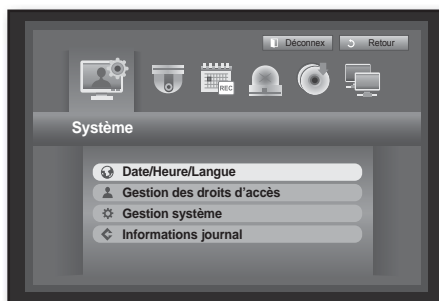 Déconnex Retour
REC
Système
Date/Heure/Langue
Gestion des droits d'accès
Gestion système
Informations journal